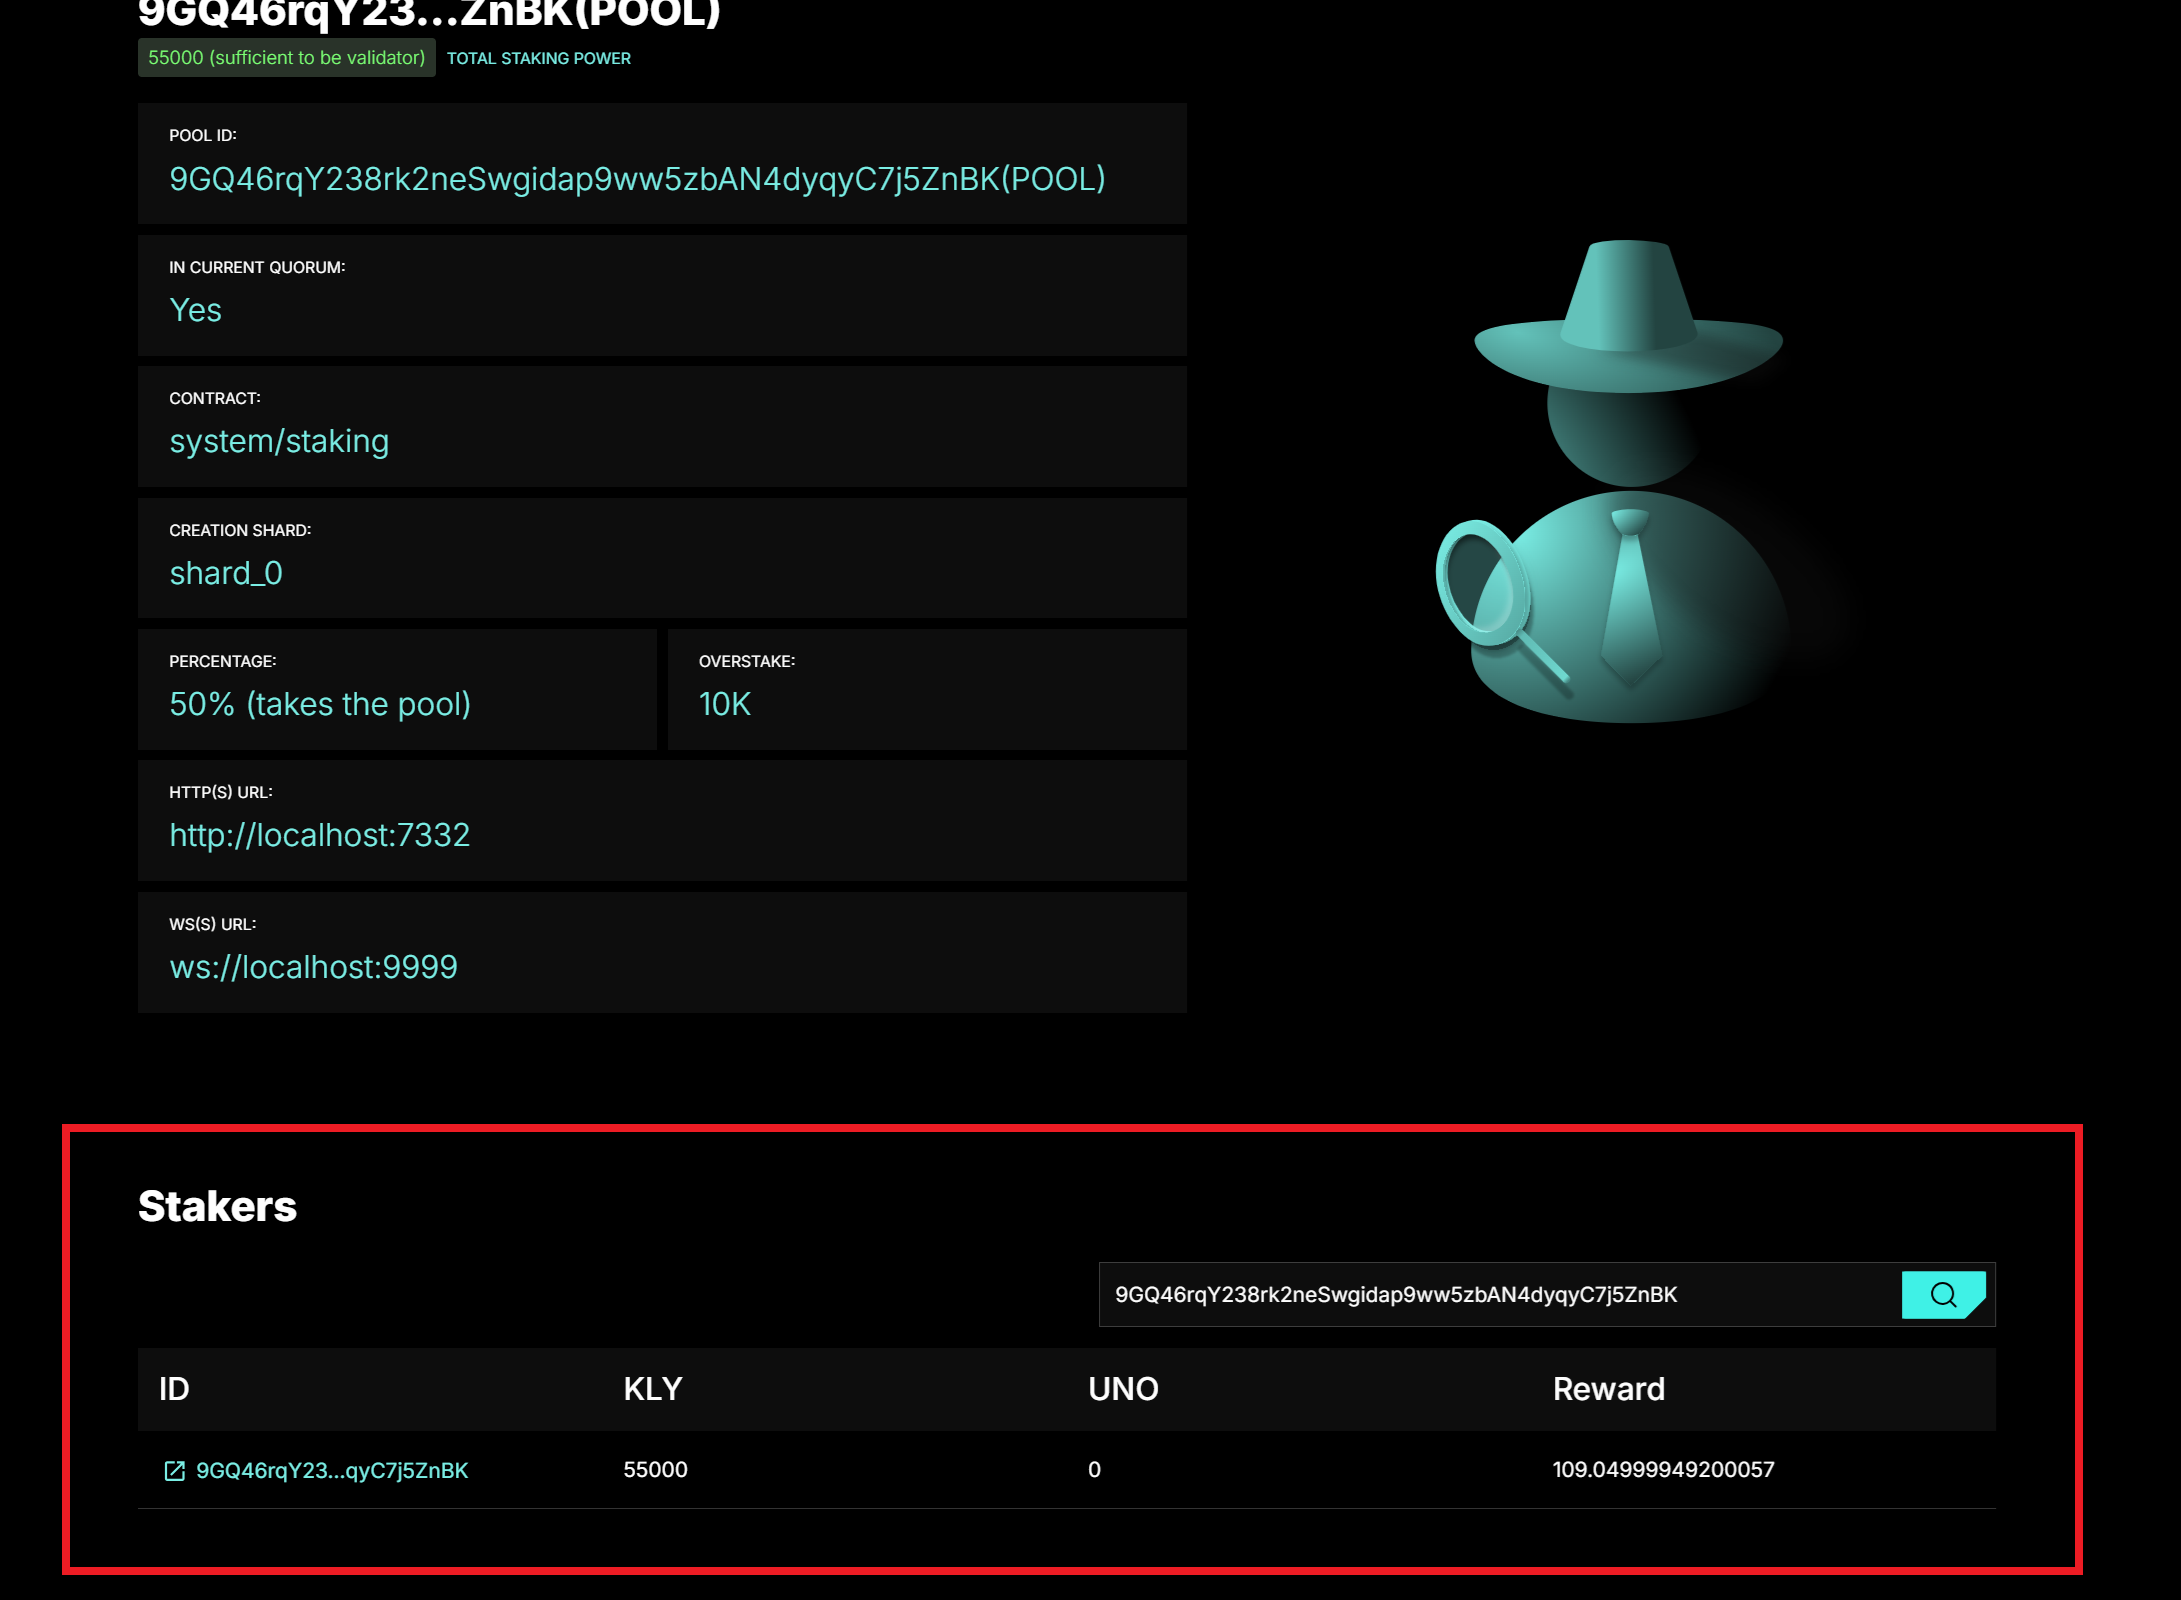 9GQ46rqY23...ZnBK(POOL)
55000 (sufficient to be validator) TOTAL STAKING POWER
POOL ID:
9GQ46rqY238rk2neSwgidap9ww5zbAN4dyqyC7j5ZnBK(POOL)
IN CURRENT QUORUM:
Yes
CONTRACT:
system/staking
CREATION SHARD:
shard_0
PERCENTAGE:
50% (takes the pool)
OVERSTAKE:
10K
HTTP(S) URL:
http://localhost:7332
WS(S) URL:
ws://localhost:9999
Stakers
9GQ46rqY238rk2neSwgidap9ww5zbAN4dyqyC7j5ZnBK
ID KLY UNO Reward
9GQ46rqY23...qyC7j5ZnBK 55000 0 109.04999949200057